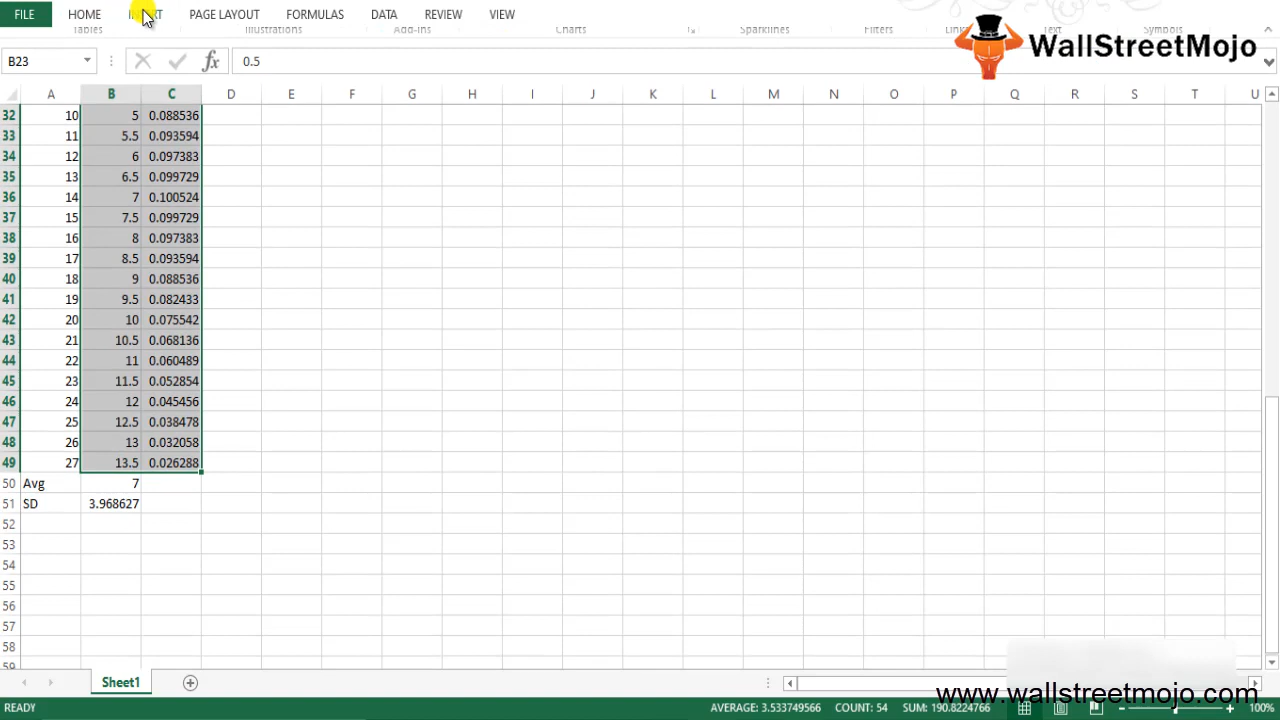 FILE HOME INSERT PAGE LAYOUT FORMULAS DATA REVIEW VIEW
Tables Illustrations Add-ins Charts Sparklines Filters Text Symbols
WallStreetMojo
B23 fx 0.5
A B C D E F G H I J K L M N O P Q R S T U
32 10 5 0.088536
33 11 5.5 0.093594
34 12 6 0.097383
35 13 6.5 0.099729
36 14 7 0.100524
37 15 7.5 0.099729
38 16 8 0.097383
39 17 8.5 0.093594
40 18 9 0.088536
41 19 9.5 0.082433
42 20 10 0.075542
43 21 10.5 0.068136
44 22 11 0.060489
45 23 11.5 0.052854
46 24 12 0.045456
47 25 12.5 0.038478
48 26 13 0.032058
49 27 13.5 0.026288
50 Avg 7
51 SD 3.968627
52
53
54
55
56
57
58
59
Sheet1
www.wallstreetmojo.com
READY AVERAGE: 3.533749566 COUNT: 54 SUM: 190.8224766 100%